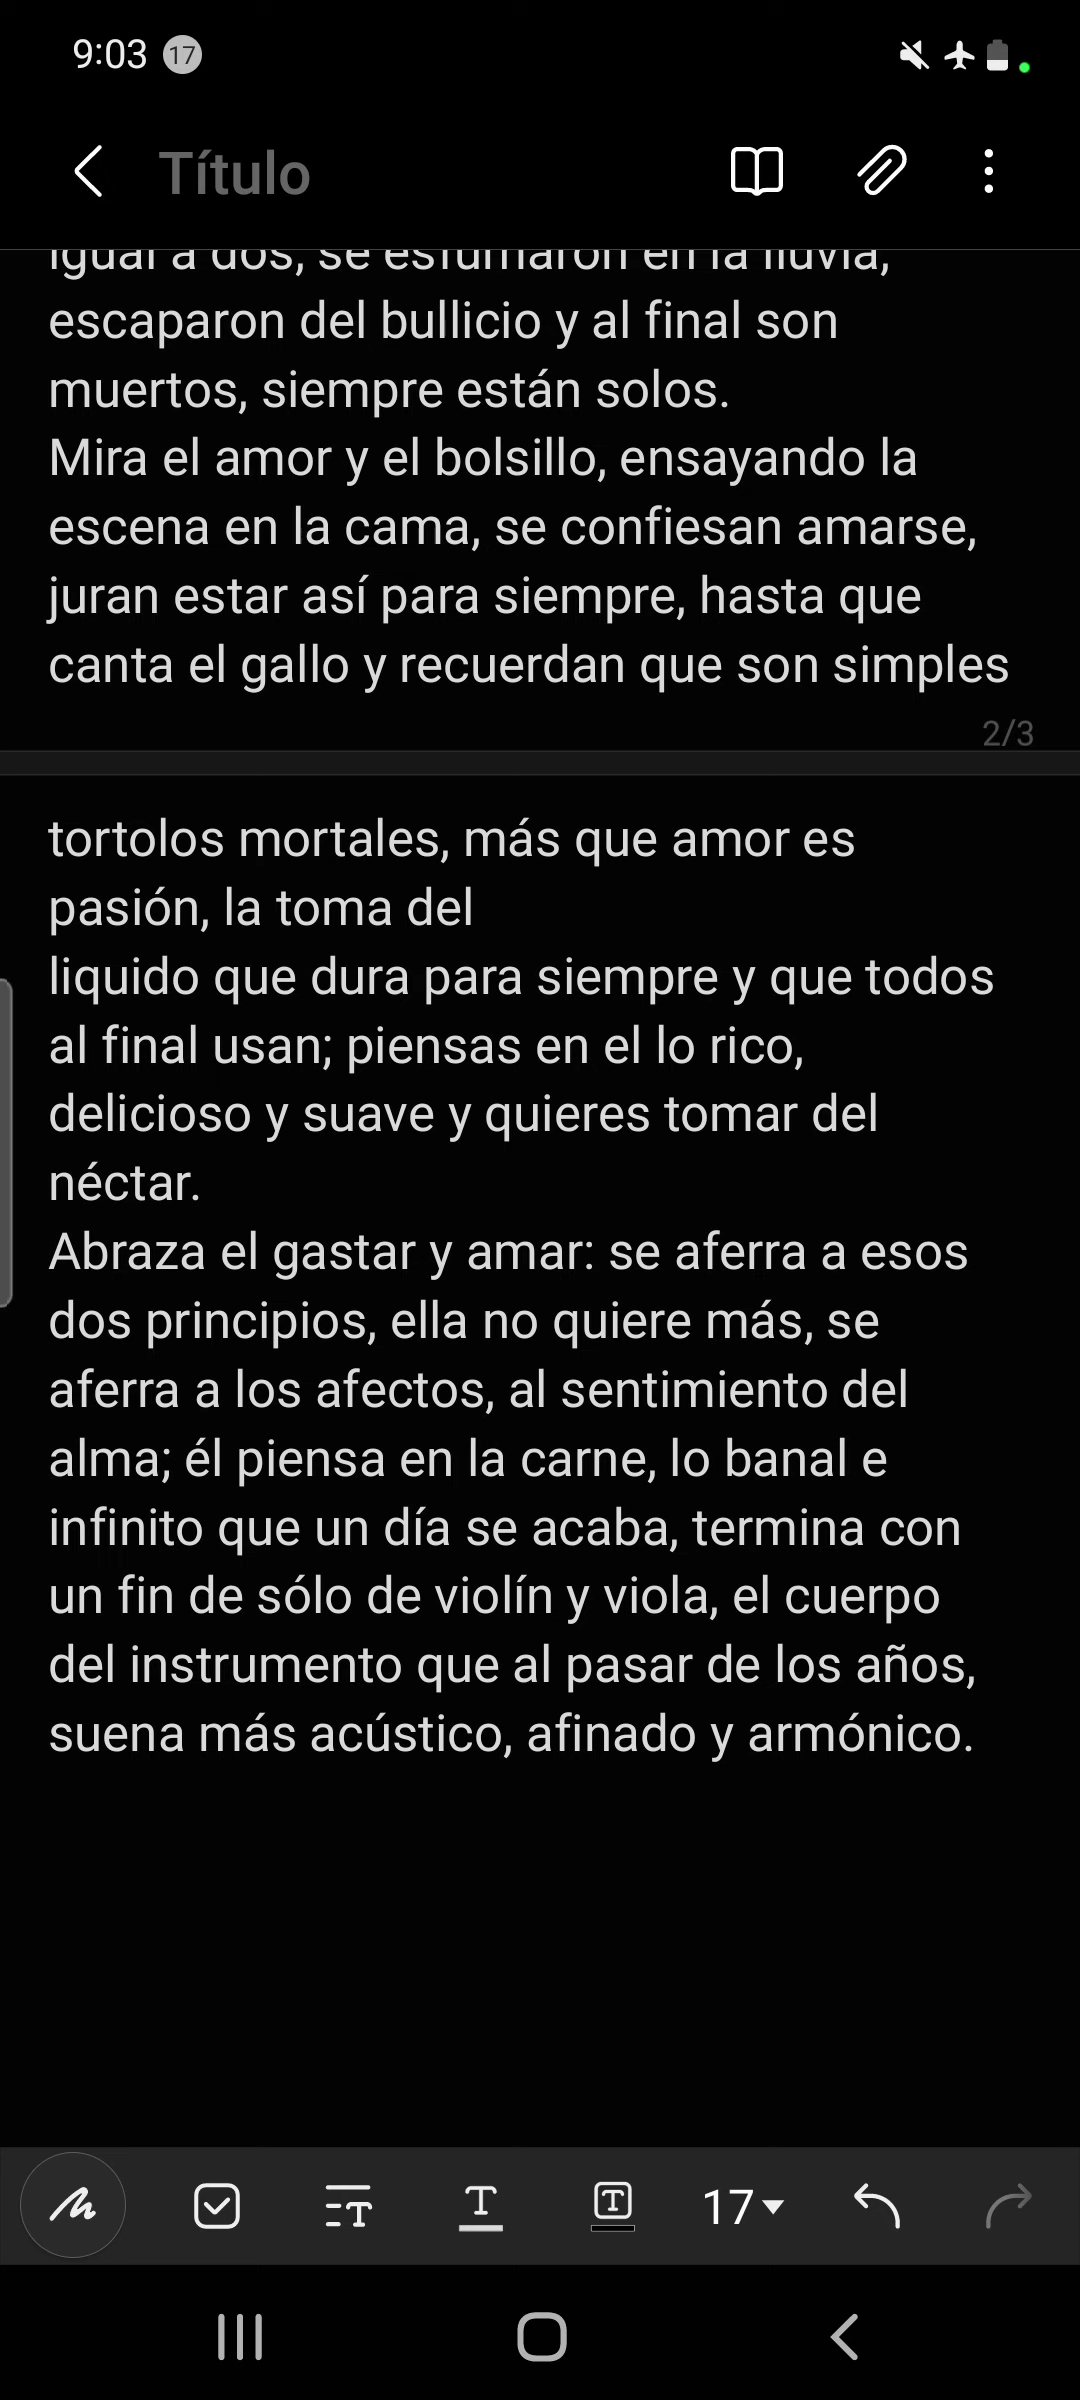 9:03 17
Título
igual a dos, se esfumaron en la lluvia,
escaparon del bullicio y al final son
muertos, siempre están solos.
Mira el amor y el bolsillo, ensayando la
escena en la cama, se confiesan amarse,
juran estar así para siempre, hasta que
canta el gallo y recuerdan que son simples
2/3
tortolos mortales, más que amor es
pasión, la toma del
liquido que dura para siempre y que todos
al final usan; piensas en el lo rico,
delicioso y suave y quieres tomar del
néctar.
Abraza el gastar y amar: se aferra a esos
dos principios, ella no quiere más, se
aferra a los afectos, al sentimiento del
alma; él piensa en la carne, lo banal e
infinito que un día se acaba, termina con
un fin de sólo de violín y viola, el cuerpo
del instrumento que al pasar de los años,
suena más acústico, afinado y armónico.
17